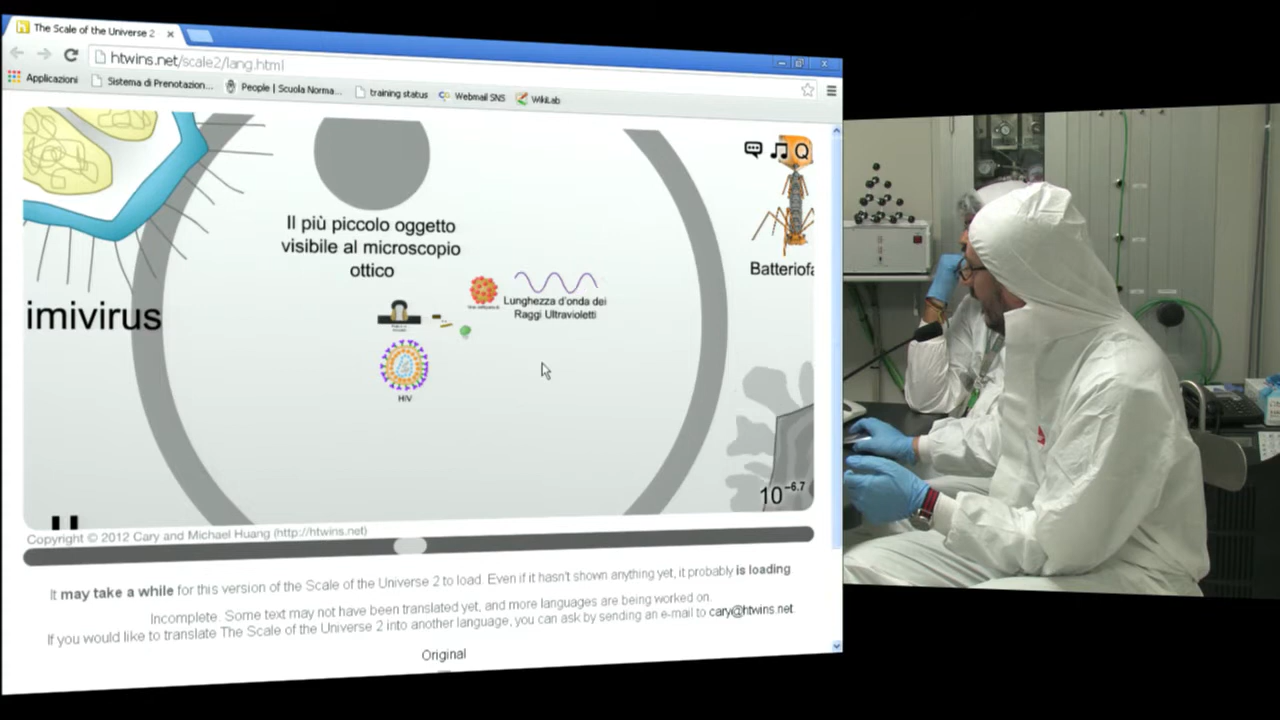 The Scale of the Universe 2
htwins.net/scale2/lang.html
Applicazioni
Sistema di Prenotazion...
People | Scuola Norma...
training status
Webmail SNS
WikiLab
Il più piccolo oggetto
visibile al microscopio
ottico
Batteriofa
imivirus
Lunghezza d'onda dei
Raggi Ultravioletti
HIV
10⁻⁶·⁷
Copyright © 2012 Cary and Michael Huang (http://htwins.net)
It may take a while for this version of the Scale of the Universe 2 to load. Even if it hasn't shown anything yet, it probably is loading
Incomplete. Some text may not have been translated yet, and more languages are being worked on.
If you would like to translate The Scale of the Universe 2 into another language, you can ask by sending an e-mail to cary@htwins.net
Original